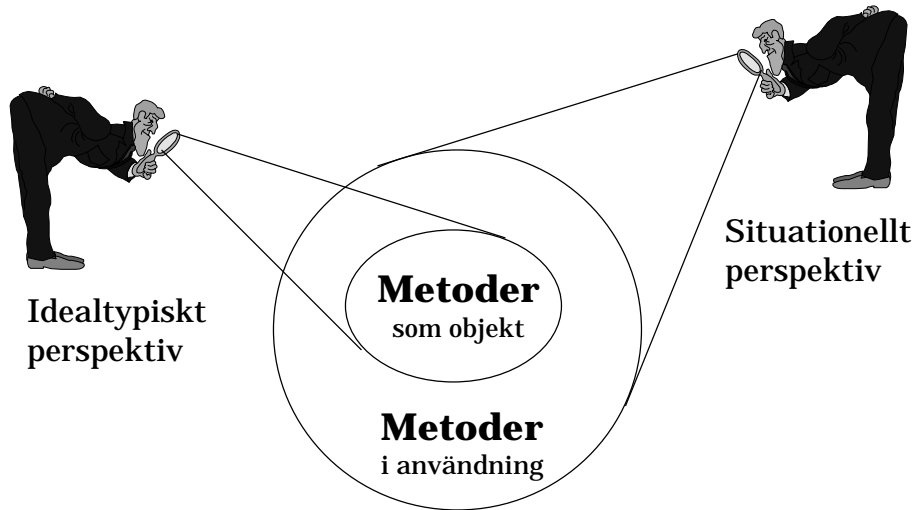 Situationellt
perspektiv
Idealtypiskt
perspektiv
Metoder
som objekt
Metoder
i användning